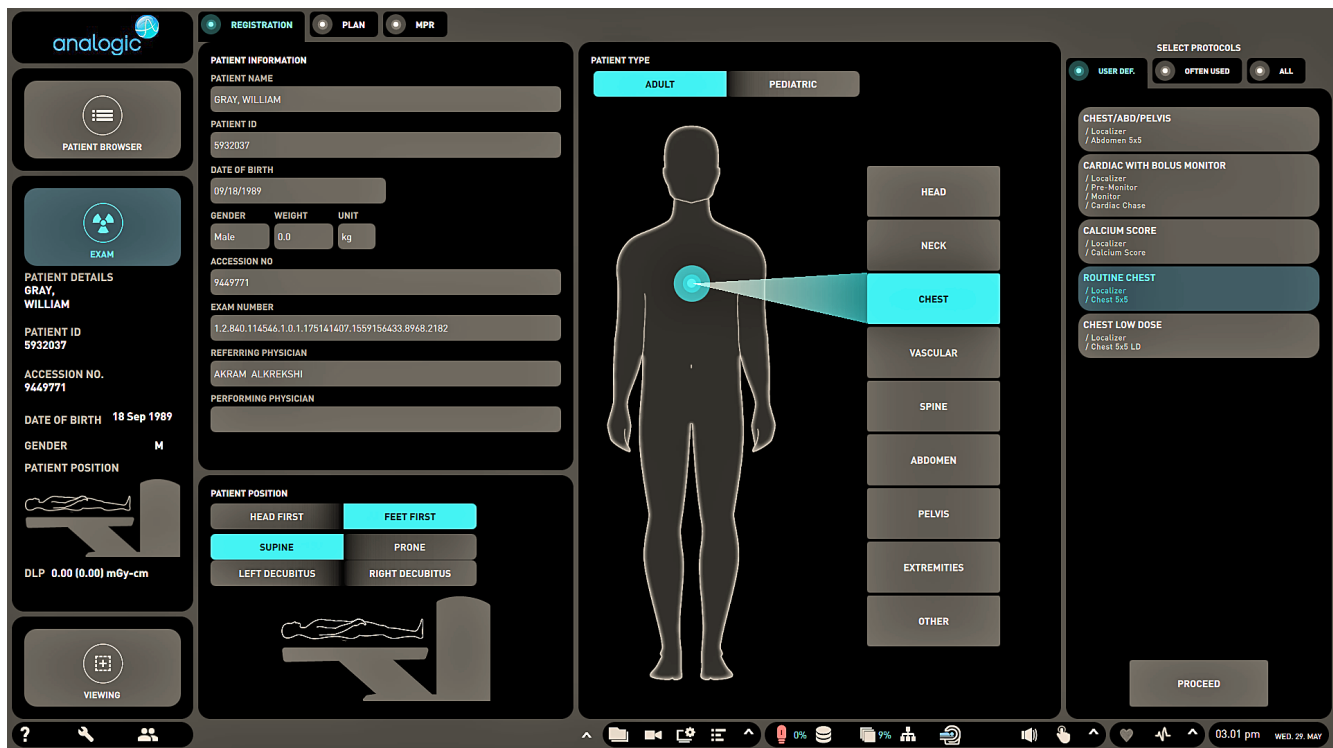 analogic
PATIENT BROWSER
EXAM
PATIENT DETAILS
GRAY,
WILLIAM
PATIENT ID
5932037
ACCESSION NO.
9449771
DATE OF BIRTH 18 Sep 1989
GENDER M
PATIENT POSITION
DLP 0.00 (0.00) mGy-cm
VIEWING
REGISTRATION PLAN MPR
PATIENT INFORMATION
PATIENT NAME
GRAY, WILLIAM
PATIENT ID
5932037
DATE OF BIRTH
09/18/1989
GENDER WEIGHT UNIT
Male 0.0 kg
ACCESSION NO
9449771
EXAM NUMBER
1.2.840.114546.1.0.1.175141407.1559156433.8968.2182
REFERRING PHYSICIAN
AKRAM ALKREKSHI
PERFORMING PHYSICIAN
PATIENT POSITION
HEAD FIRST FEET FIRST
SUPINE PRONE
LEFT DECUBITUS RIGHT DECUBITUS
PATIENT TYPE
ADULT PEDIATRIC
HEAD
NECK
CHEST
VASCULAR
SPINE
ABDOMEN
PELVIS
EXTREMITIES
OTHER
SELECT PROTOCOLS
USER DEF. OFTEN USED ALL
CHEST/ABD/PELVIS
/ Localizer
/ Abdomen 5x5
CARDIAC WITH BOLUS MONITOR
/ Localizer
/ Pre-Monitor
/ Monitor
/ Cardiac Chase
CALCIUM SCORE
/ Localizer
/ Calcium Score
ROUTINE CHEST
/ Localizer
/ Chest 5x5
CHEST LOW DOSE
/ Localizer
/ Chest 5x5 LD
PROCEED
? 0% 9% 03.01 pm WED. 29. MAY